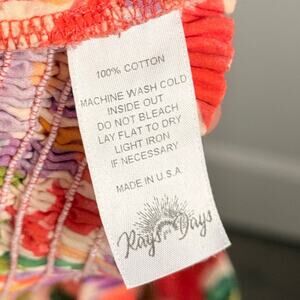 100% COTTON
MACHINE WASH COLD
INSIDE OUT
DO NOT BLEACH
LAY FLAT TO DRY
LIGHT IRON
IF NECESSARY
MADE IN U.S.A.
Rays Days